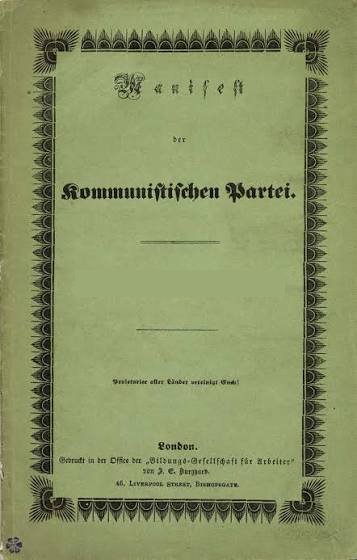 Manifest
der
Kommunistischen Partei.
Proletarier aller Länder vereinigt Euch!
London.
Gedruckt in der Office der „Bildungs-Gesellschaft für Arbeiter"
von J. E. Burghard.
46, LIVERPOOL STREET, BISHOPSGATE.